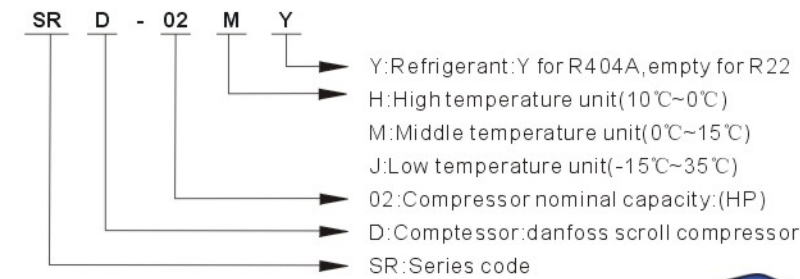 SR D - 02 M Y
Y:Refrigerant:Y for R404A,empty for R22
H:High temperature unit(10℃~0℃)
M:Middle temperature unit(0℃~15℃)
J:Low temperature unit(-15℃~35℃)
02:Compressor nominal capacity:(HP)
D:Comptessor:danfoss scroll compressor
SR:Series code